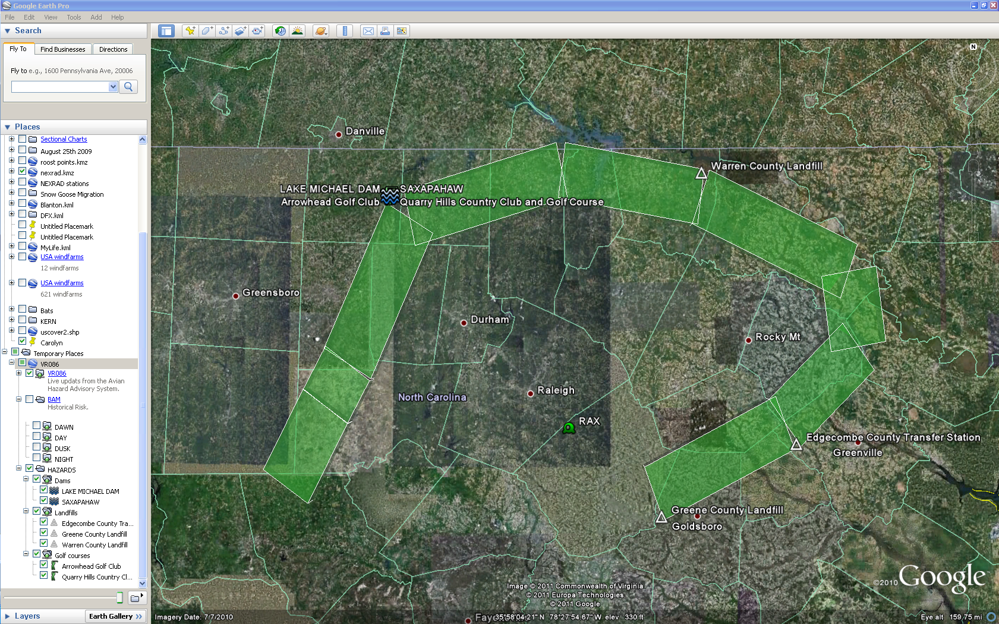 Google Earth Pro
File Edit View Tools Add Help
Search
Fly To Find Businesses Directions
Fly to e.g., 1600 Pennsylvania Ave, 20006
Places
Sectional Charts
August 25th 2009
roost points.kmz
nexrad.kmz
NEXRAD stations
Snow Goose Migration
Blanton.kml
DFX.kml
Untitled Placemark
Untitled Placemark
MyLife.kml
USA windfarms
12 windfarms
USA windfarms
621 windfarms
Bats
KERN
uscover2.shp
Carolyn
Temporary Places
VR086
VR086
Live updats from the Avian
Hazard Advisory System.
BAM
Historical Risk.
DAWN
DAY
DUSK
NIGHT
HAZARDS
Dams
LAKE MICHAEL DAM
SAXAPAHAW
Landfills
Edgecombe County Tra...
Greene County Landfill
Warren County Landfill
Golf courses
Arrowhead Golf Club
Quarry Hills Country Cl...
Layers
Earth Gallery »
N
Danville
Warren County Landfill
LAKE MICHAEL DAM SAXAPAHAW
Arrowhead Golf Club Quarry Hills Country Club and Golf Course
Greensboro
Durham
Rocky Mt
Raleigh
North Carolina
RAX
Edgecombe County Transfer Station
Greenville
Greene County Landfill
Goldsboro
Image © 2011 Commonwealth of Virginia
© 2011 Europa Technologies
© 2011 Google
©2010 Google
Imagery Date: 7/7/2010
35°58'04.21" N 78°27'54.67" W elev 330 ft
Eye alt 159.75 mi